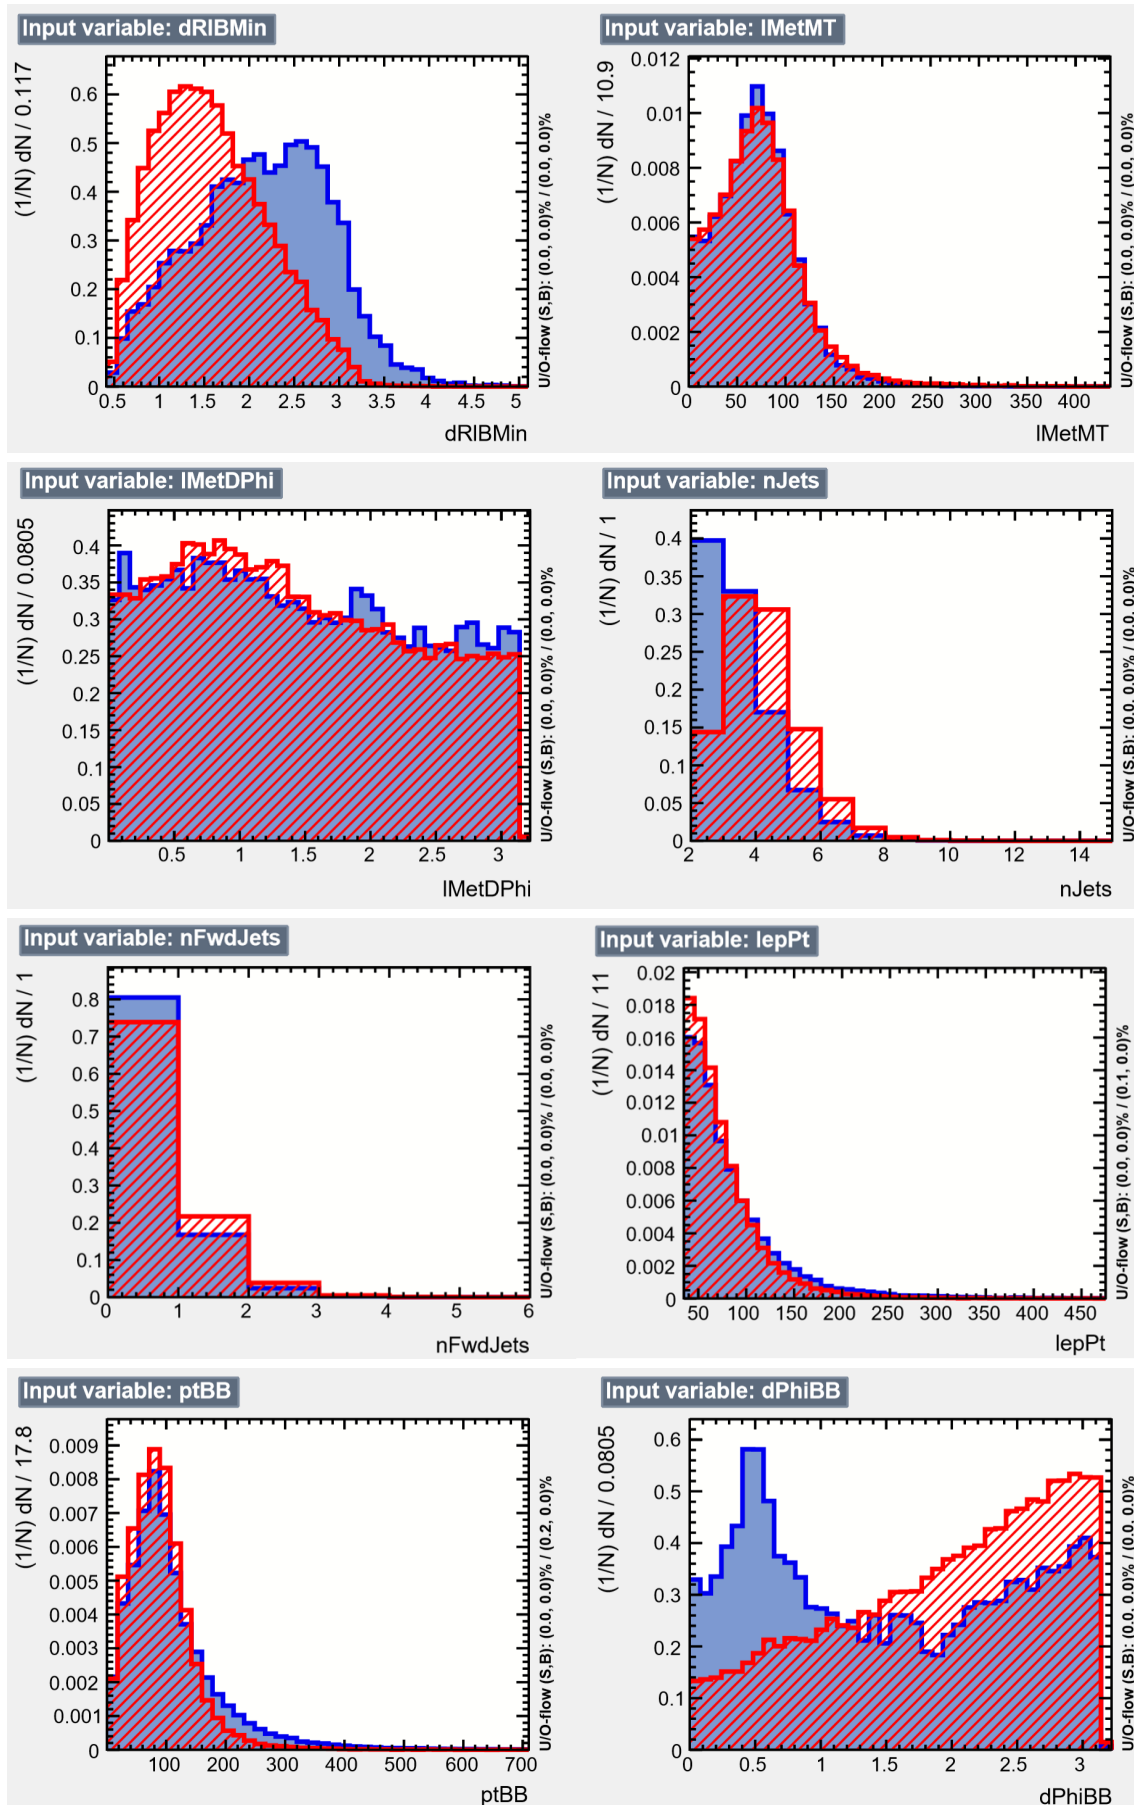 Input variable: dRlBMin
(1/N) dN / 0.117
0.6
0.5
0.4
0.3
0.2
0.1
0
0.5 1 1.5 2 2.5 3 3.5 4 4.5 5
dRlBMin
U/O-flow (S,B): (0.0, 0.0)% / (0.0, 0.0)%
Input variable: lMetMT
(1/N) dN / 10.9
0.012
0.01
0.008
0.006
0.004
0.002
0
0 50 100 150 200 250 300 350 400
lMetMT
U/O-flow (S,B): (0.0, 0.0)% / (0.0, 0.0)%
Input variable: lMetDPhi
(1/N) dN / 0.0805
0.4
0.35
0.3
0.25
0.2
0.15
0.1
0.05
0
0.5 1 1.5 2 2.5 3
lMetDPhi
U/O-flow (S,B): (0.0, 0.0)% / (0.0, 0.0)%
Input variable: nJets
(1/N) dN / 1
0.4
0.35
0.3
0.25
0.2
0.15
0.1
0.05
0
2 4 6 8 10 12 14
nJets
U/O-flow (S,B): (0.0, 0.0)% / (0.0, 0.0)%
Input variable: nFwdJets
(1/N) dN / 1
0.8
0.7
0.6
0.5
0.4
0.3
0.2
0.1
0
0 1 2 3 4 5 6
nFwdJets
U/O-flow (S,B): (0.0, 0.0)% / (0.0, 0.0)%
Input variable: lepPt
(1/N) dN / 11
0.02
0.018
0.016
0.014
0.012
0.01
0.008
0.006
0.004
0.002
0
50 100 150 200 250 300 350 400 450
lepPt
U/O-flow (S,B): (0.0, 0.0)% / (0.1, 0.0)%
Input variable: ptBB
(1/N) dN / 17.8
0.009
0.008
0.007
0.006
0.005
0.004
0.003
0.002
0.001
0
100 200 300 400 500 600 700
ptBB
U/O-flow (S,B): (0.0, 0.0)% / (0.2, 0.0)%
Input variable: dPhiBB
(1/N) dN / 0.0805
0.6
0.5
0.4
0.3
0.2
0.1
0
0 0.5 1 1.5 2 2.5 3
dPhiBB
U/O-flow (S,B): (0.0, 0.0)% / (0.0, 0.0)%